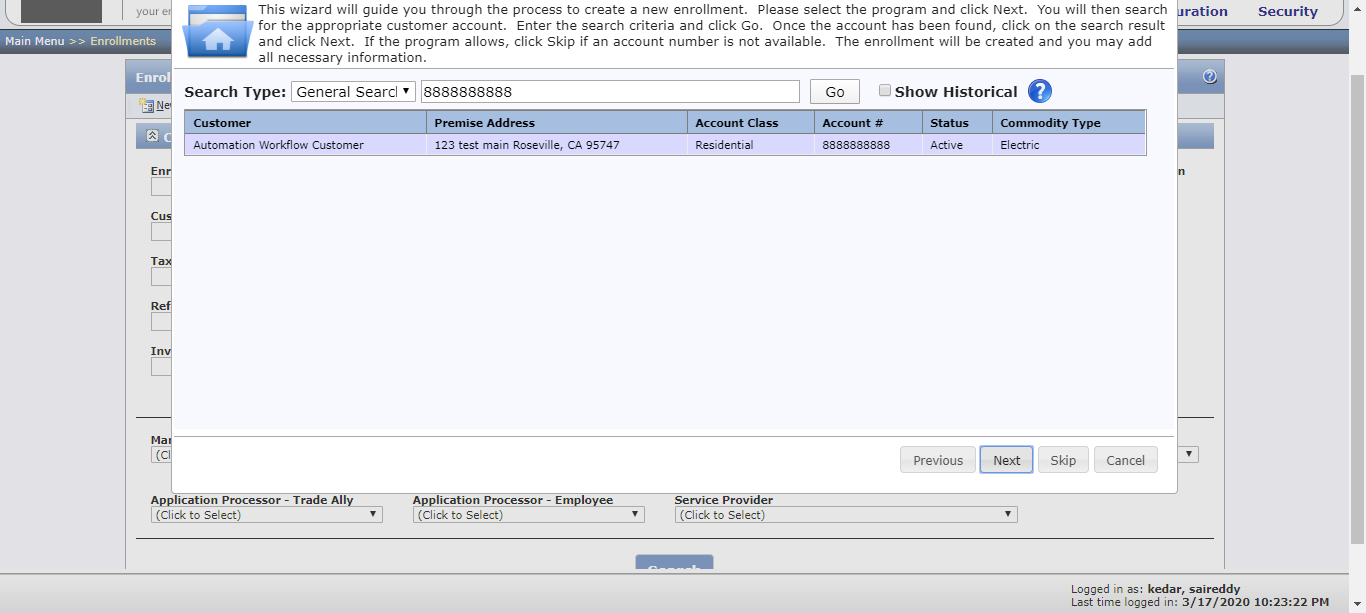 your en
This wizard will guide you through the process to create a new enrollment. Please select the program and click Next. You will then search
for the appropriate customer account. Enter the search criteria and click Go. Once the account has been found, click on the search result
and click Next. If the program allows, click Skip if an account number is not available. The enrollment will be created and you may add
all necessary information.
uration Security
Main Menu >> Enrollments
Enrol
?
Ne
Search Type: General Search 8888888888 Go Show Historical ?
Customer Premise Address Account Class Account # Status Commodity Type
Automation Workflow Customer 123 test main Roseville, CA 95747 Residential 8888888888 Active Electric
C
Enr
n
Cus
Tax
Ref
Inv
Mar
(Cl
Previous Next Skip Cancel
Application Processor - Trade Ally Application Processor - Employee Service Provider
(Click to Select) (Click to Select) (Click to Select)
Search
Logged in as: kedar, saireddy
Last time logged in: 3/17/2020 10:23:22 PM